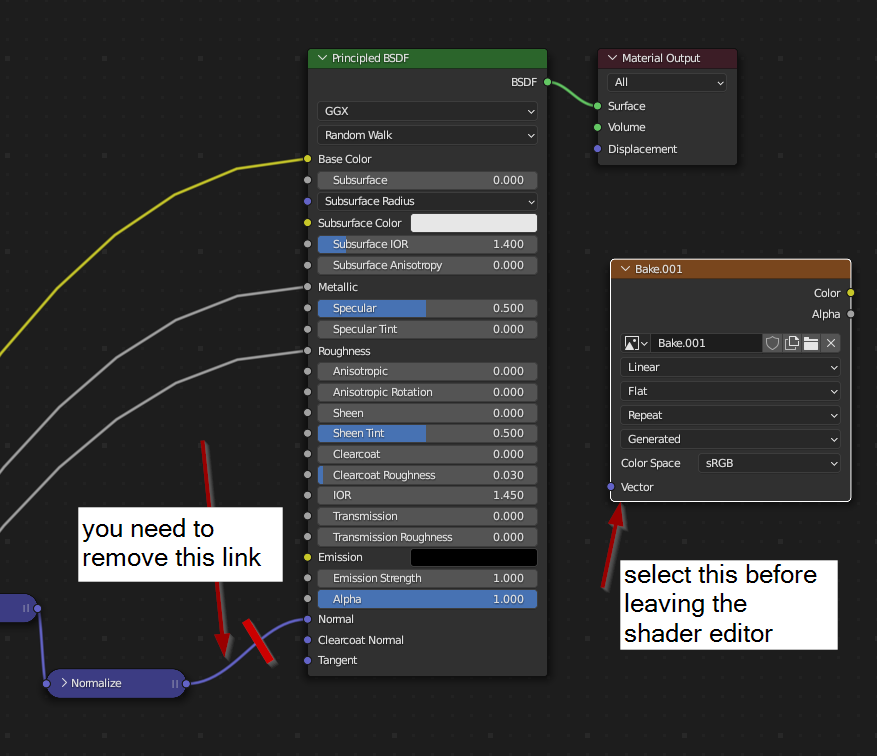 Principled BSDF
BSDF
GGX
Random Walk
Base Color
Subsurface 0.000
Subsurface Radius
Subsurface Color
Subsurface IOR 1.400
Subsurface Anisotropy 0.000
Metallic
Specular 0.500
Specular Tint 0.000
Roughness
Anisotropic 0.000
Anisotropic Rotation 0.000
Sheen 0.000
Sheen Tint 0.500
Clearcoat 0.000
Clearcoat Roughness 0.030
IOR 1.450
Transmission 0.000
Transmission Roughness 0.000
Emission
Emission Strength 1.000
Alpha 1.000
Normal
Clearcoat Normal
Tangent
Material Output
All
Surface
Volume
Displacement
Bake.001
Color
Alpha
Bake.001
Linear
Flat
Repeat
Generated
Color Space sRGB
Vector
you need to
remove this link
select this before
leaving the
shader editor
Normalize